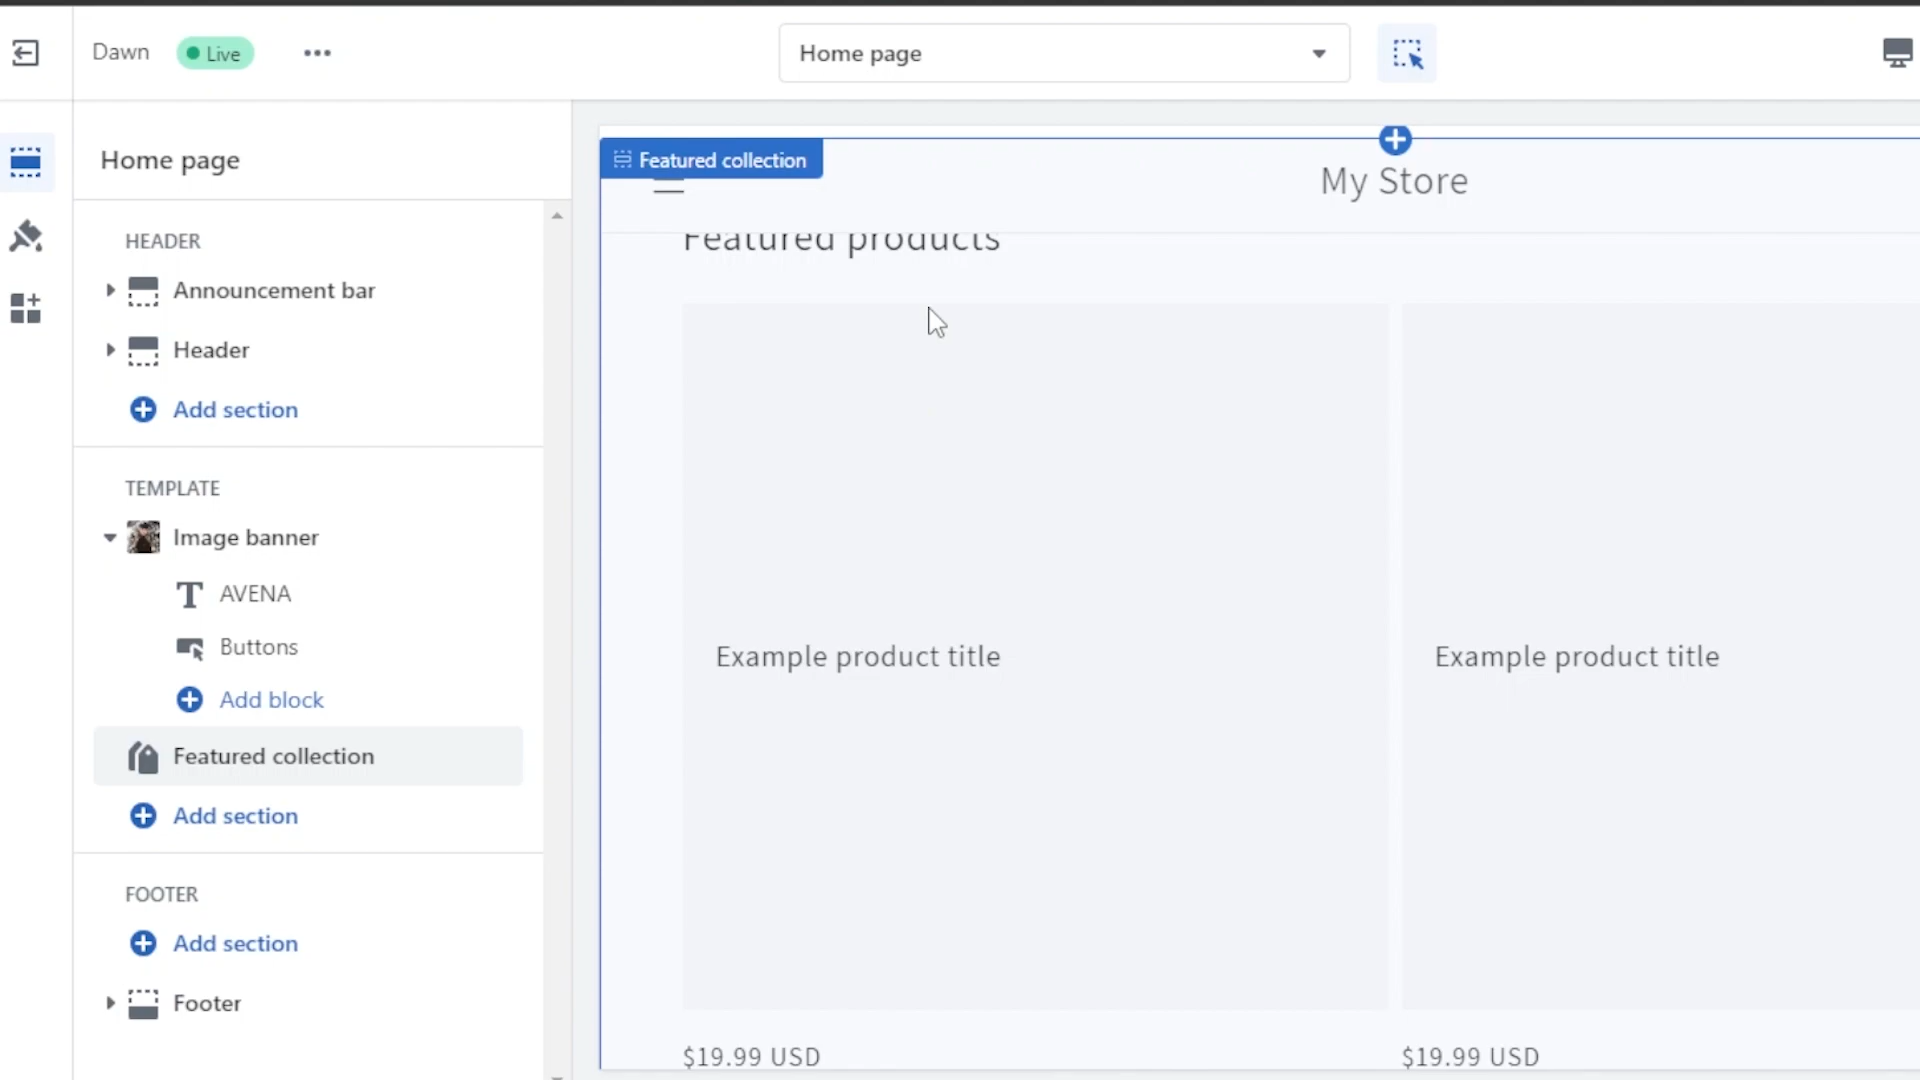 Dawn
Live
Home page
Home page
HEADER
Announcement bar
Header
Add section
TEMPLATE
Image banner
AVENA
Buttons
Add block
Featured collection
Add section
FOOTER
Add section
Footer
Featured collection
My Store
Featured products
Example product title
Example product title
$19.99 USD
$19.99 USD